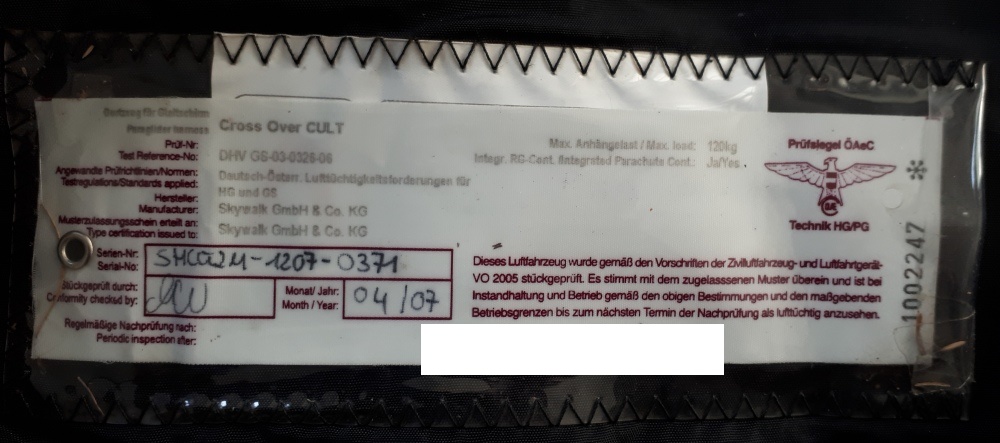 Gurtzeug für Gleitschirm
Paraglider harness
Cross Over CULT
Prüf-Nr:
Test Reference-No:
DHV GS-03-0326-06
Max. Anhängelast / Max. load: 120kg
Integr. RG-Cont. /Integrated Parachute Cont.: Ja/Yes
Angewandte Prüfrichtlinien/Normen:
Testregulations/Standards applied:
Deutsch-Österr. Lufttüchtigkeitsforderungen für
HG und GS
Hersteller:
Manufacturer:
Skywalk GmbH & Co. KG
Musterzulassungsschein erteilt an:
Type certification issued to:
Skywalk GmbH & Co. KG
Serien-Nr:
Serial-No:
SHCO2M-1207-0371
Stückgeprüft durch:
Conformity checked by:
Monat/ Jahr:
Month / Year:
04/07
Regelmäßige Nachprüfung nach:
Periodic inspection after:
Prüfsiegel ÖAeC
Technik HG/PG
Dieses Luftfahrzeug wurde gemäß den Vorschriften der Zivilluftfahrzeug- und Luftfahrtgerät-
VO 2005 stückgeprüft. Es stimmt mit dem zugelasssenen Muster überein und ist bei
Instandhaltung und Betrieb gemäß den obigen Bestimmungen und den maßgebenden
Betriebsgrenzen bis zum nächsten Termin der Nachprüfung als lufttüchtig anzusehen.
1002247 *